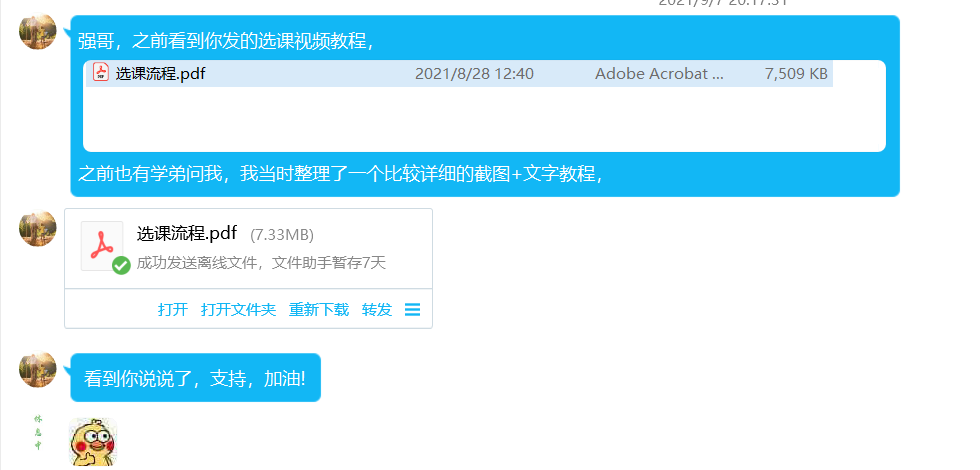 2021/9/7 20:17:31
强哥，之前看到你发的选课视频教程，
选课流程.pdf 2021/8/28 12:40 Adobe Acrobat ... 7,509 KB
之前也有学弟问我，我当时整理了一个比较详细的截图+文字教程，
选课流程.pdf (7.33MB)
成功发送离线文件，文件助手暂存7天
打开 打开文件夹 重新下载 转发
看到你说说了，支持，加油!
休息中